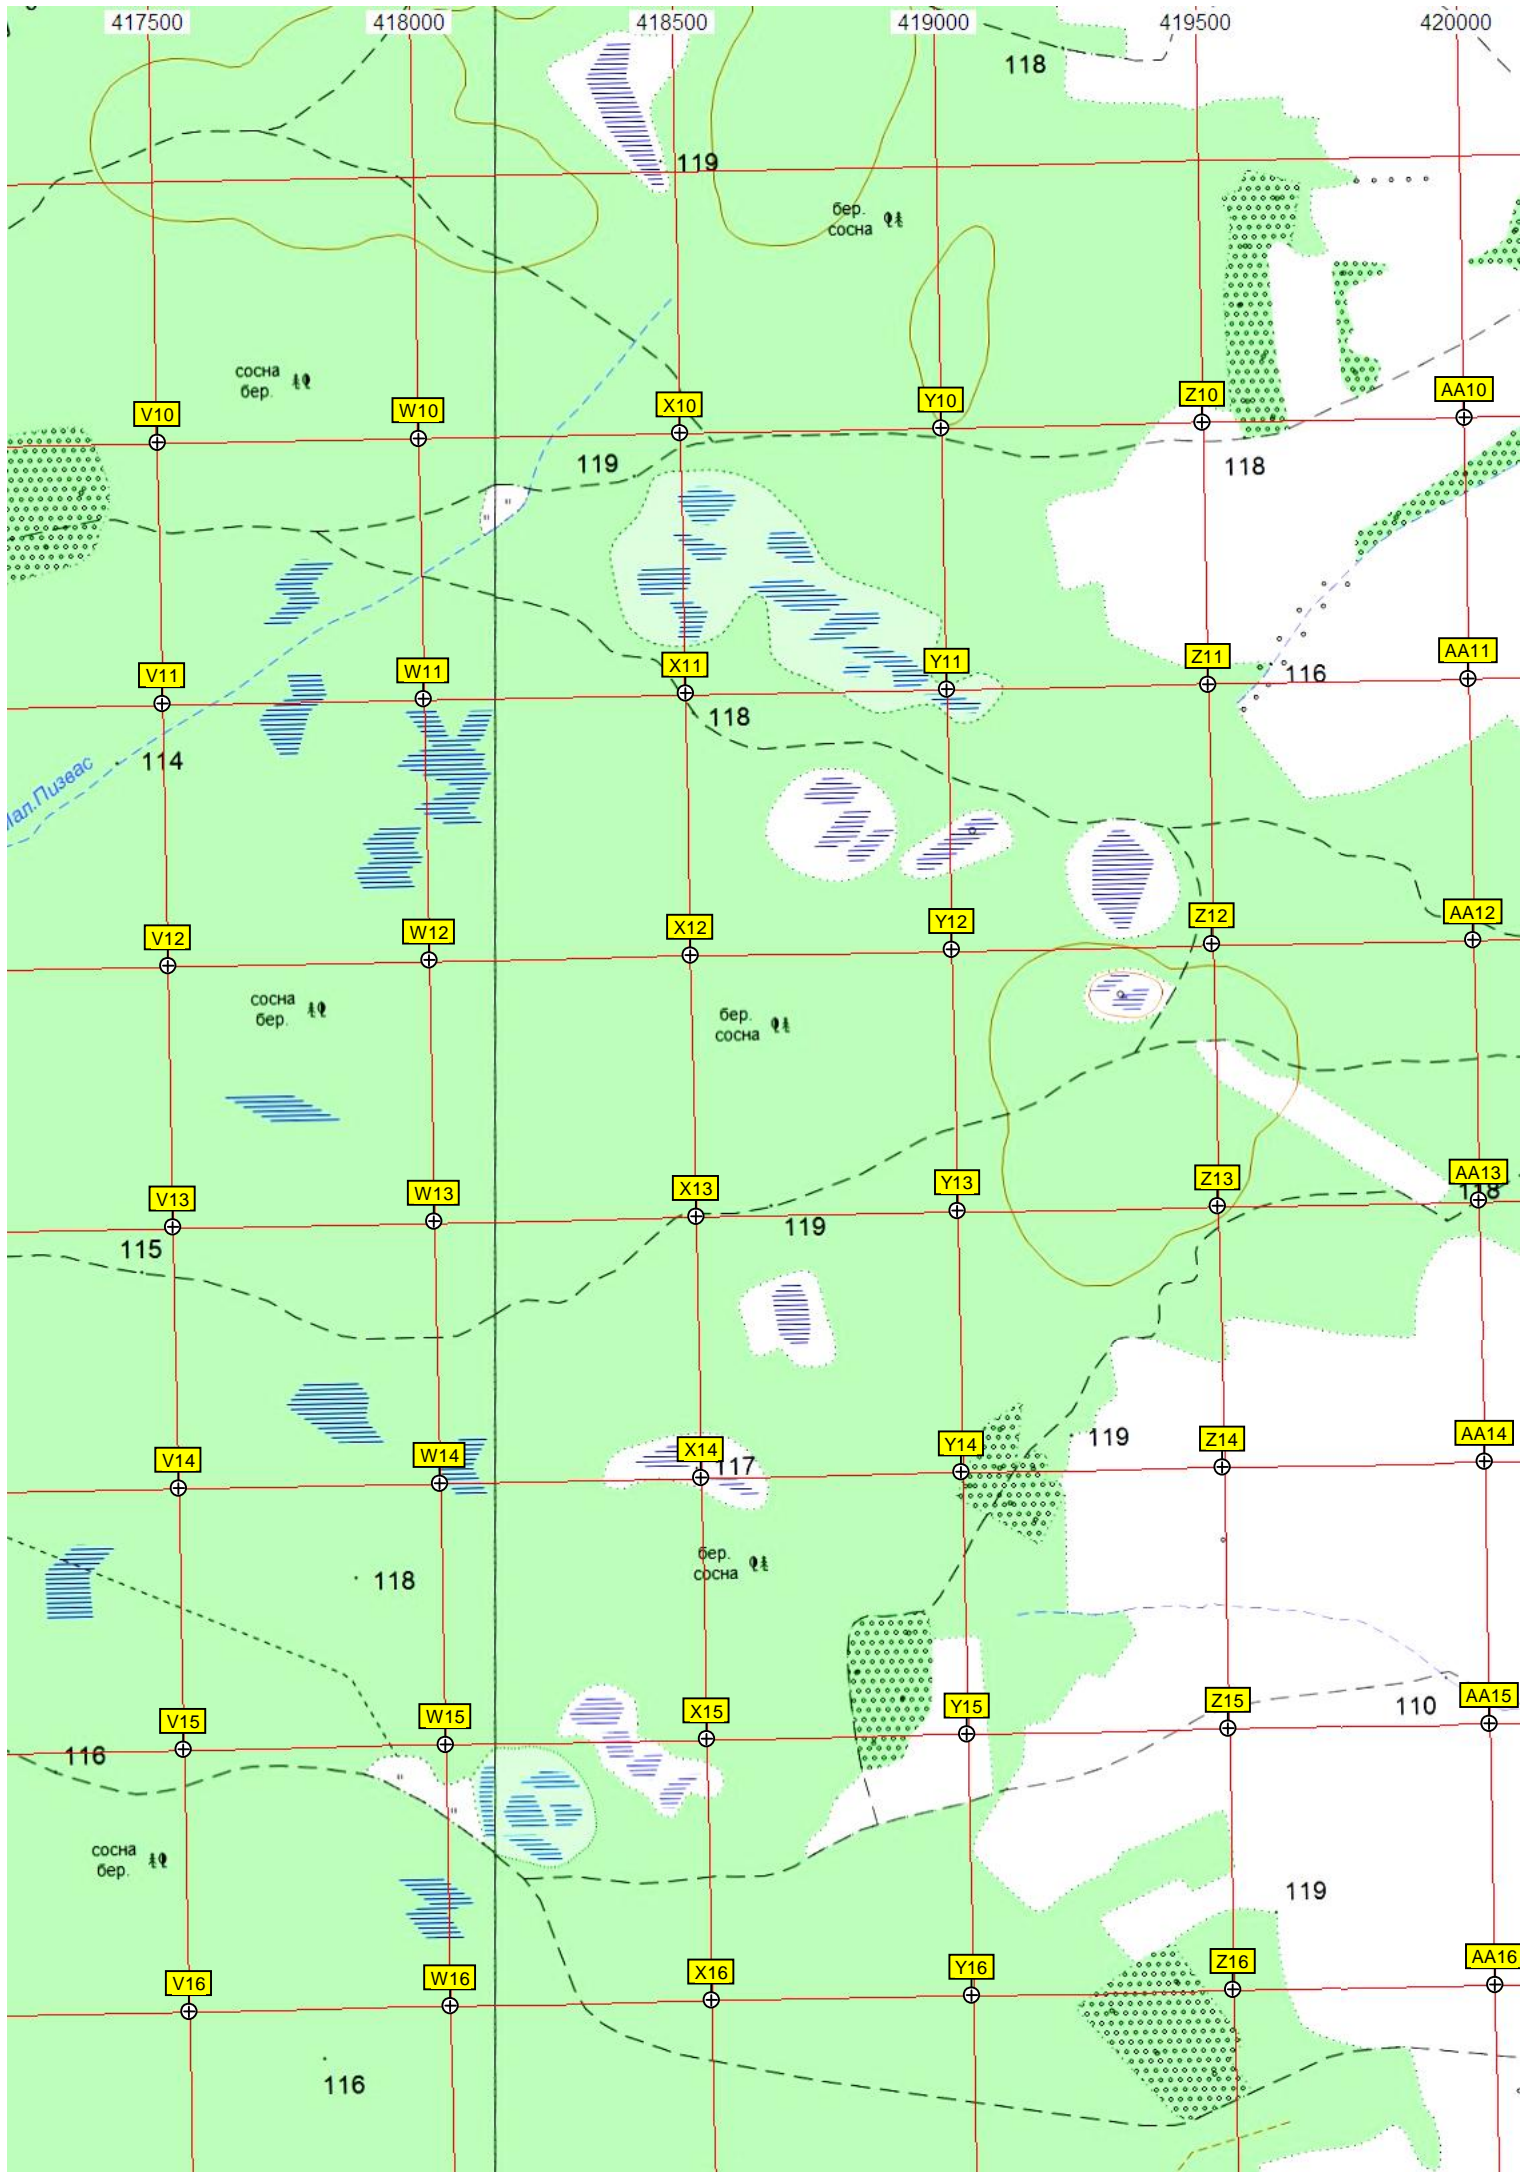 417500 418000 418500 419000 419500 420000
118
119
бер.
сосна
сосна
бер.
V10 W10 X10 Y10 Z10 AA10
119
118
V11 W11 X11 Y11 Z11 AA11
116
118
114
ал.Пизвас
V12 W12 X12 Y12 Z12 AA12
сосна
бер.
бер.
сосна
V13 W13 X13 Y13 Z13 AA13
118
119
115
V14 W14 X14 Y14 Z14 AA14
119
117
бер.
сосна
118
V15 W15 X15 Y15 Z15 AA15
110
116
сосна
бер.
119
V16 W16 X16 Y16 Z16 AA16
116